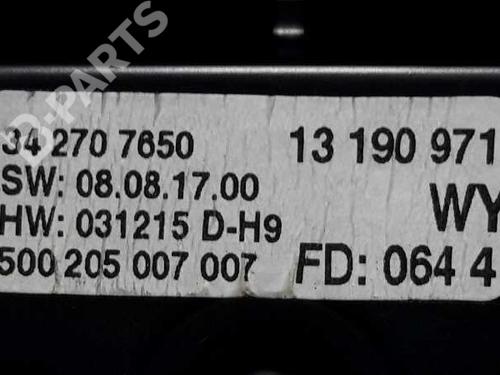 B-PARTS
34 270 7650 13 190 971
SW: 08.08.17.00 WY
HW: 031215 D-H9
500 205 007 007 FD: 064 4